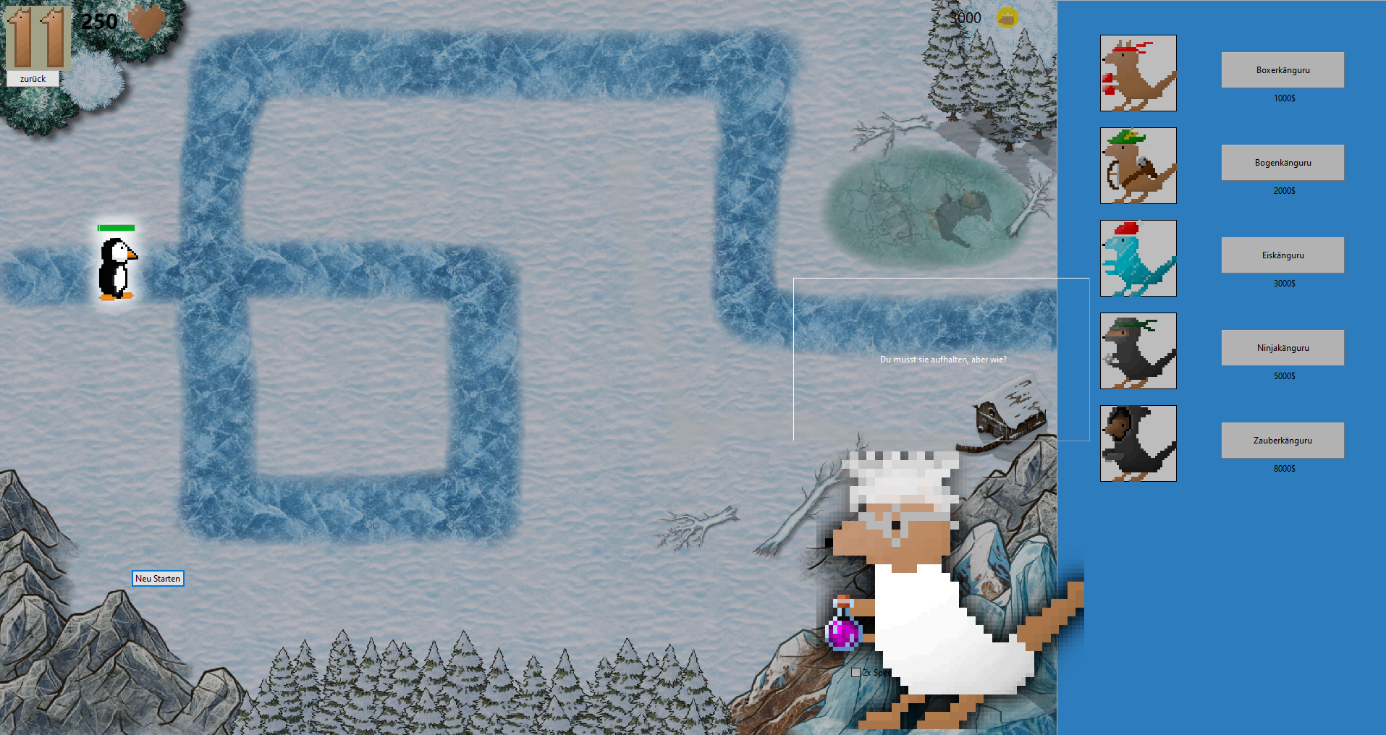 250
3000
zurück
Boxerkänguru
1000$
Bogenkänguru
2000$
Eiskänguru
3000$
Ninjakänguru
5000$
Zauberkänguru
8000$
Du musst sie aufhalten, aber wie?
Neu Starten
2x